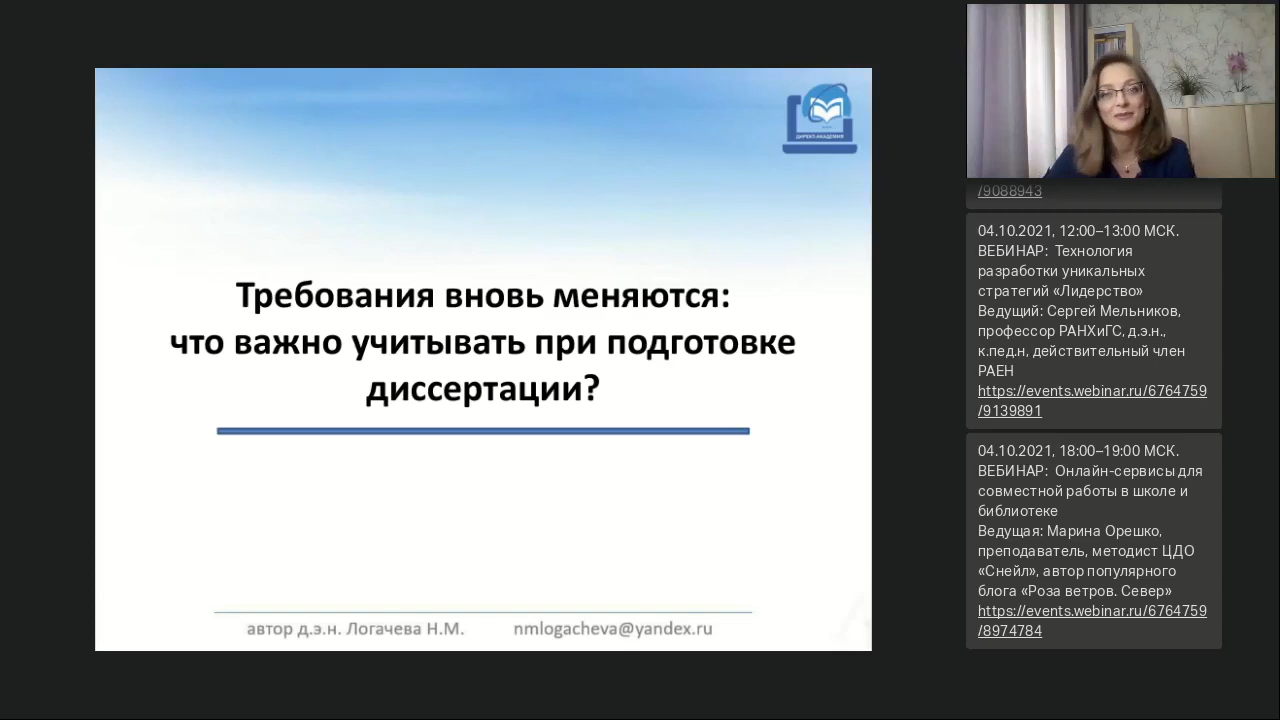 ДИРЕКТ-АКАДЕМИЯ
Требования вновь меняются:
что важно учитывать при подготовке
диссертации?
автор д.э.н. Логачева Н.М. nmlogacheva@yandex.ru
/9088943
04.10.2021, 12:00–13:00 МСК.
ВЕБИНАР: Технология
разработки уникальных
стратегий «Лидерство»
Ведущий: Сергей Мельников,
профессор РАНХиГС, д.э.н.,
к.пед.н, действительный член
РАЕН
https://events.webinar.ru/6764759
/9139891
04.10.2021, 18:00–19:00 МСК.
ВЕБИНАР: Онлайн-сервисы для
совместной работы в школе и
библиотеке
Ведущая: Марина Орешко,
преподаватель, методист ЦДО
«Снейл», автор популярного
блога «Роза ветров. Север»
https://events.webinar.ru/6764759
/8974784